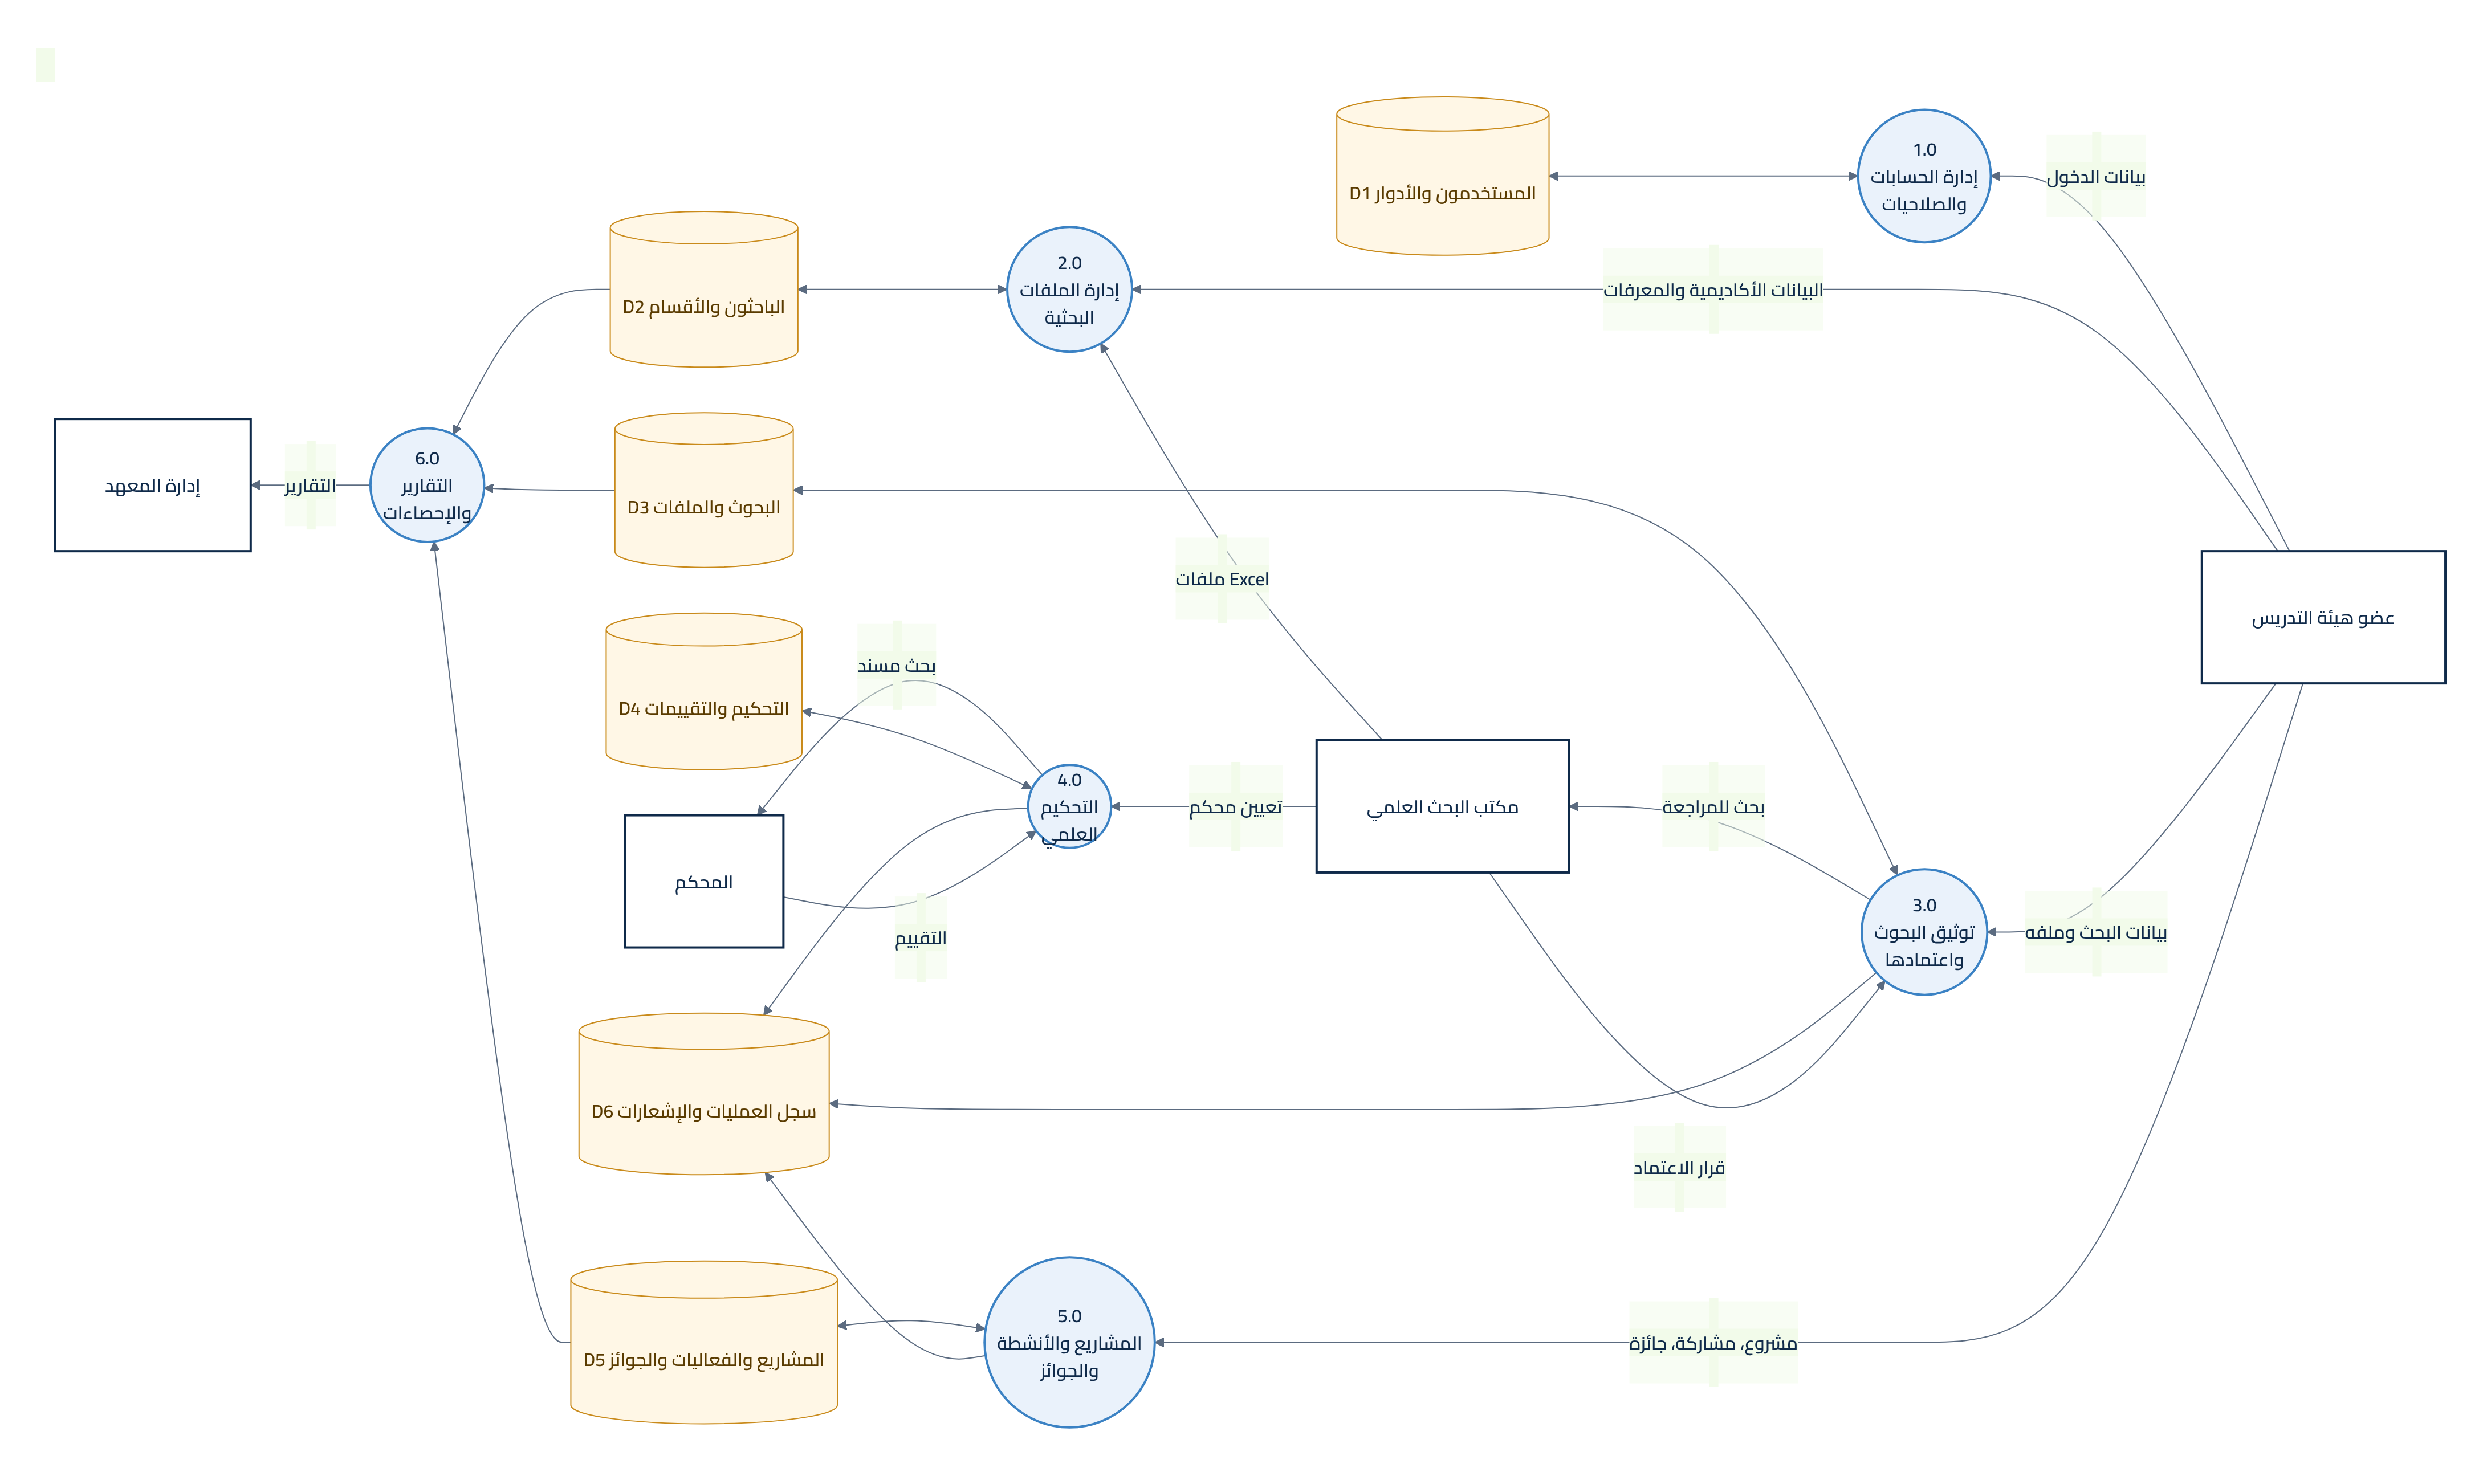 1.0
إدارة الحسابات
والصلاحيات
بيانات الدخول
D1 المستخدمون والأدوار
البيانات الأكاديمية والمعرفات
2.0
إدارة الملفات
البحثية
D2 الباحثون والأقسام
عضو هيئة التدريس
D3 البحوث والملفات
6.0
التقارير
والإحصاءات
التقارير
إدارة المعهد
ملفات Excel
بحث مسند
D4 التحكيم والتقييمات
بحث للمراجعة
مكتب البحث العلمي
تعيين محكم
4.0
التحكيم
العلمي
المحكم
التقييم
بيانات البحث وملفه
3.0
توثيق البحوث
واعتمادها
D6 سجل العمليات والإشعارات
قرار الاعتماد
مشروع، مشاركة، جائزة
5.0
المشاريع والأنشطة
والجوائز
D5 المشاريع والفعاليات والجوائز